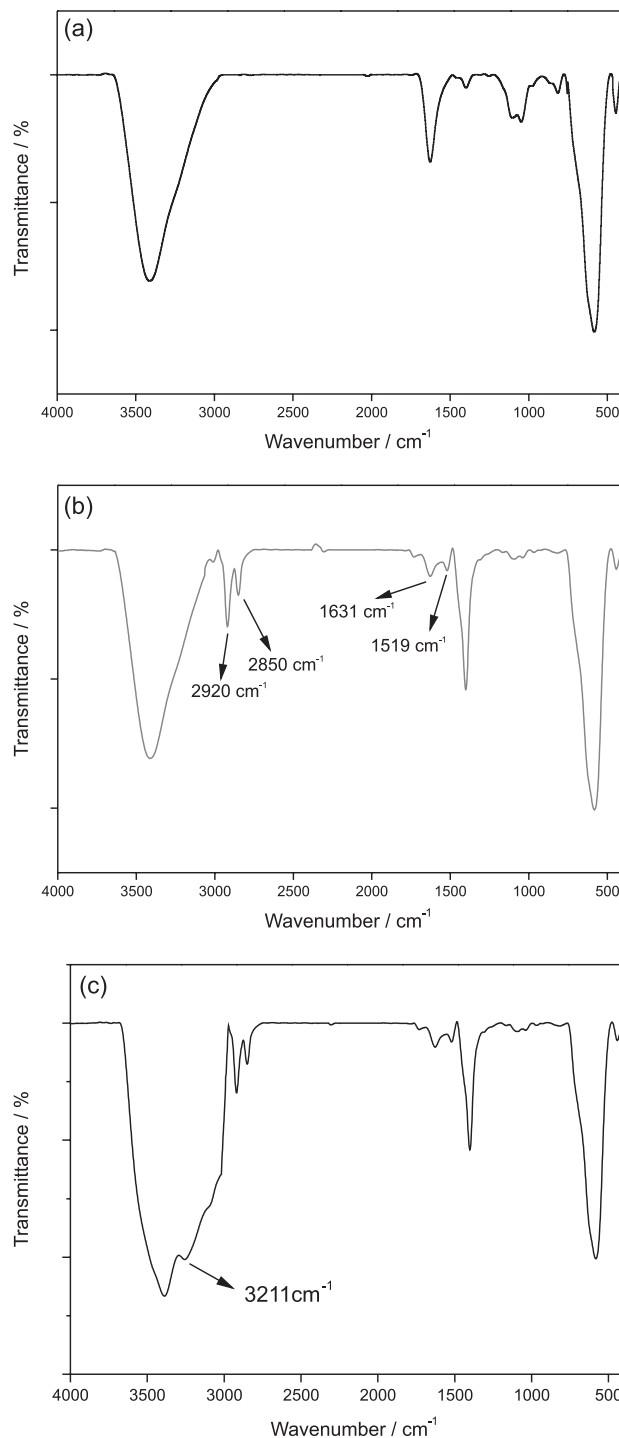 (a)
Transmittance / %
4000 3500 3000 2500 2000 1500 1000 500
Wavenumber / cm⁻¹
(b)
1631 cm⁻¹
1519 cm⁻¹
2850 cm⁻¹
2920 cm⁻¹
Transmittance / %
4000 3500 3000 2500 2000 1500 1000 500
Wavenumber / cm⁻¹
(c)
3211cm⁻¹
Transmittance / %
4000 3500 3000 2500 2000 1500 1000 500
Wavenumber / cm⁻¹